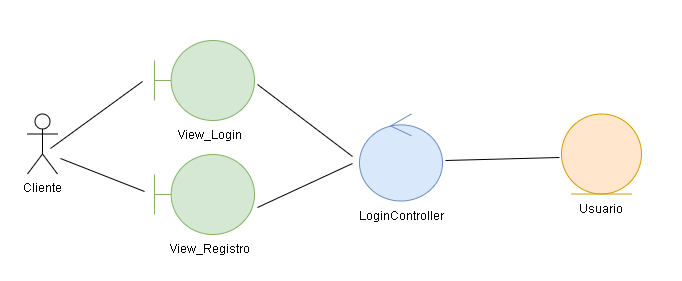 View_Login
Cliente
View_Registro
LoginController
Usuario